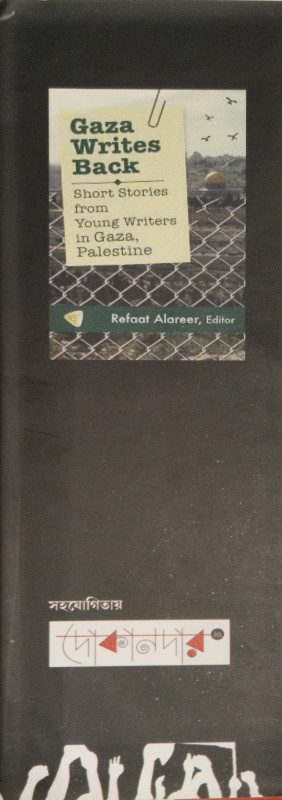 Gaza
Writes
Back
Short Stories
from
Young Writers
in Gaza,
Palestine
Refaat Alareer, Editor
সহযোগিতায়
দোকানদার